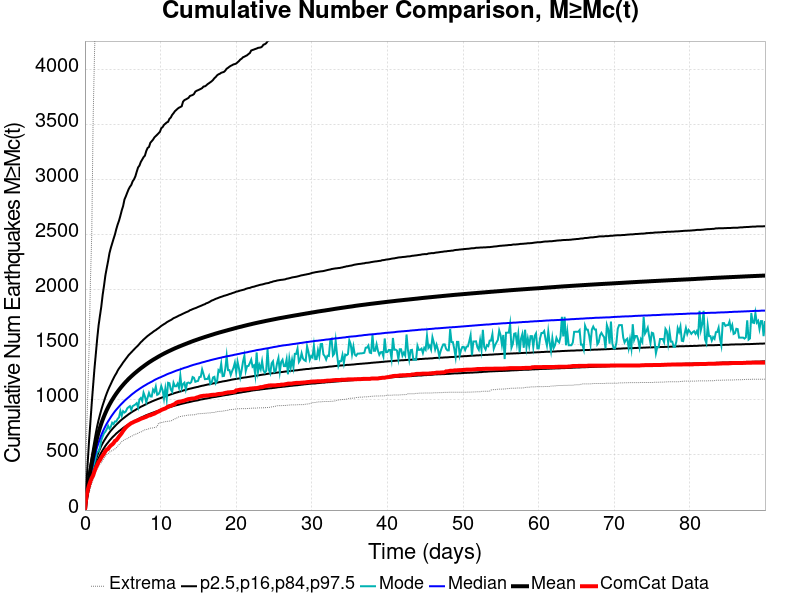 Cumulative Number Comparison, M≥Mc(t)
Cumulative Num Earthquakes M≥Mc(t)
4000
3500
3000
2500
2000
1500
1000
500
0
0 10 20 30 40 50 60 70 80
Time (days)
Extrema p2.5,p16,p84,p97.5 Mode Median Mean ComCat Data